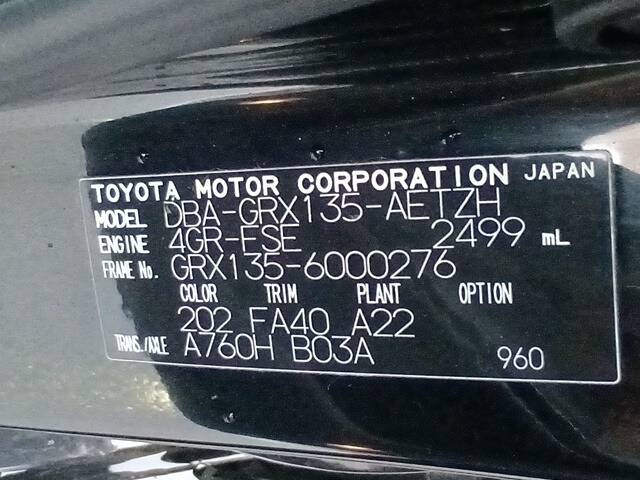 TOYOTA MOTOR CORPORATION JAPAN
MODEL DBA-GRX135-AETZH
ENGINE 4GR-FSE 2499 mL
FRAME No. GRX135-6000276
COLOR TRIM PLANT OPTION
202 FA40 A22
TRANS./AXLE A760H B03A 960